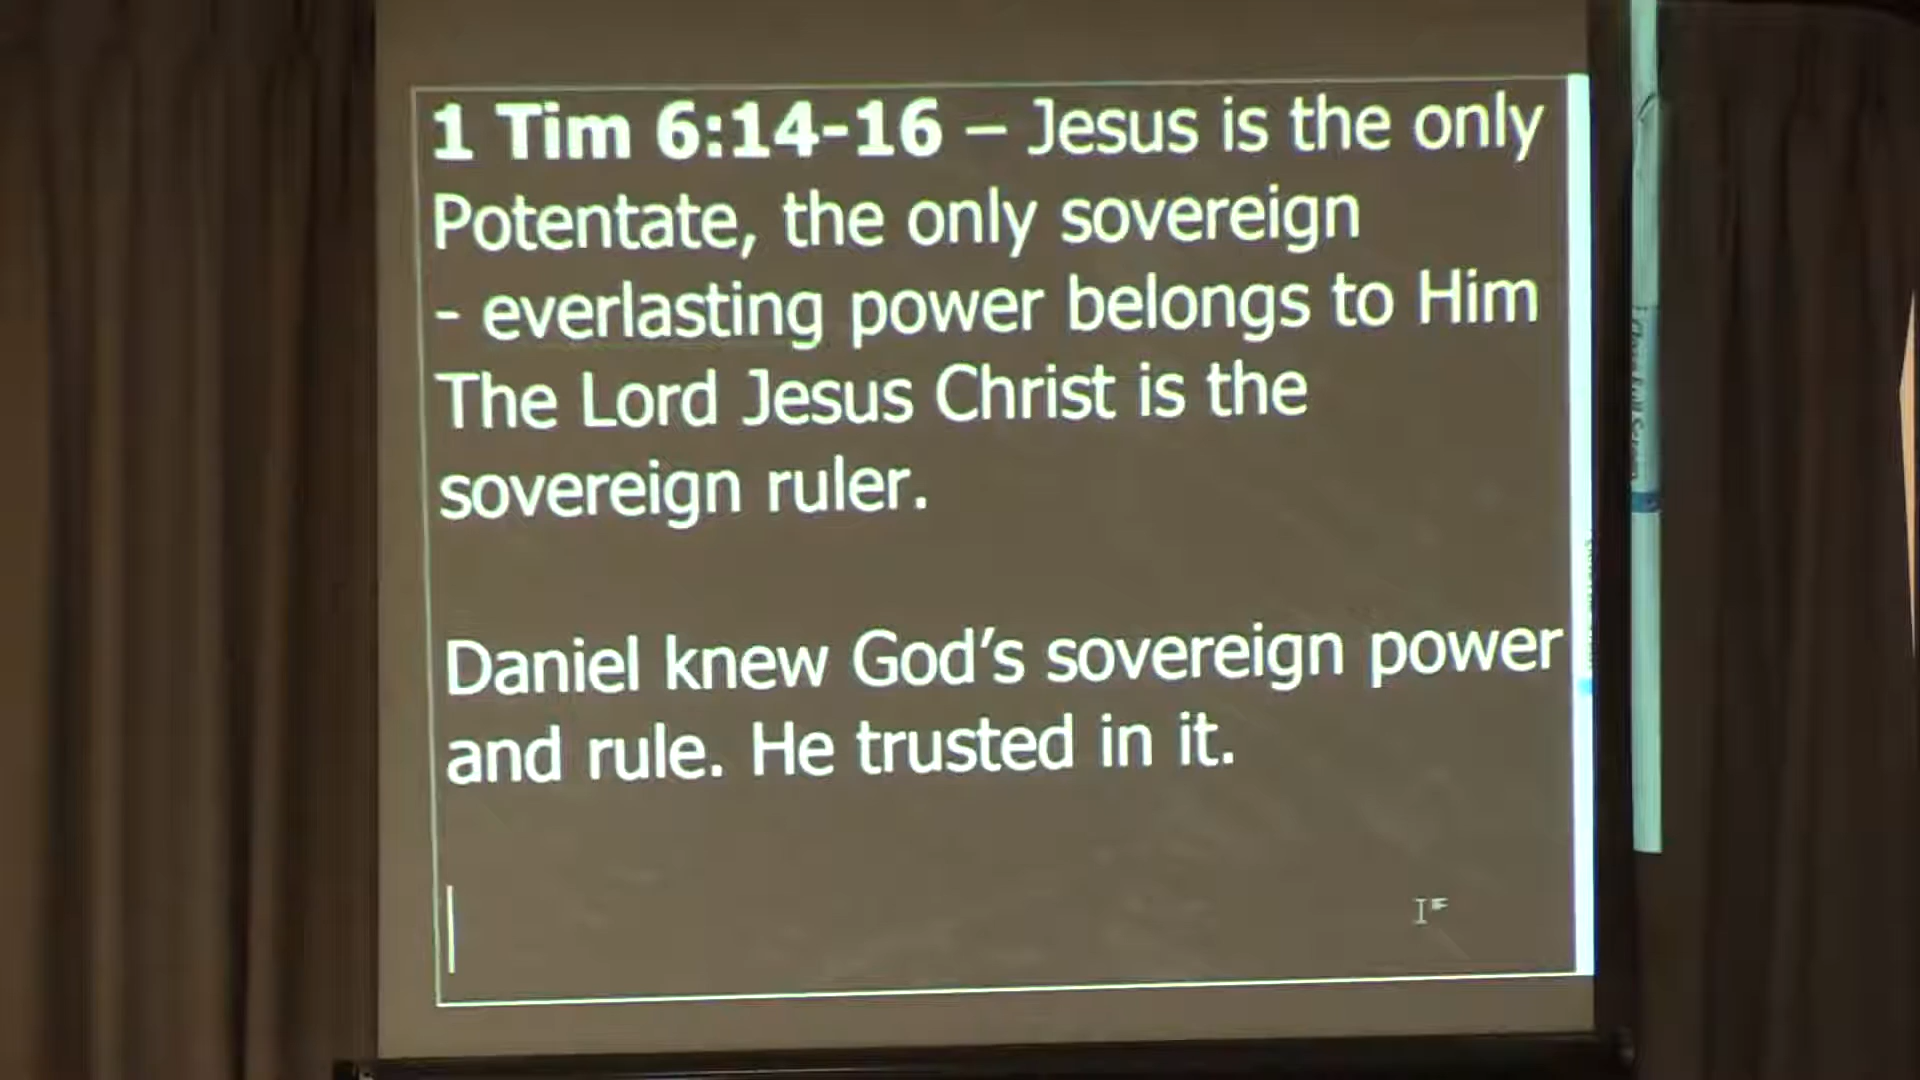 1 Tim 6:14-16 – Jesus is the only
Potentate, the only sovereign
- everlasting power belongs to Him
The Lord Jesus Christ is the
sovereign ruler.
Daniel knew God’s sovereign power
and rule. He trusted in it.